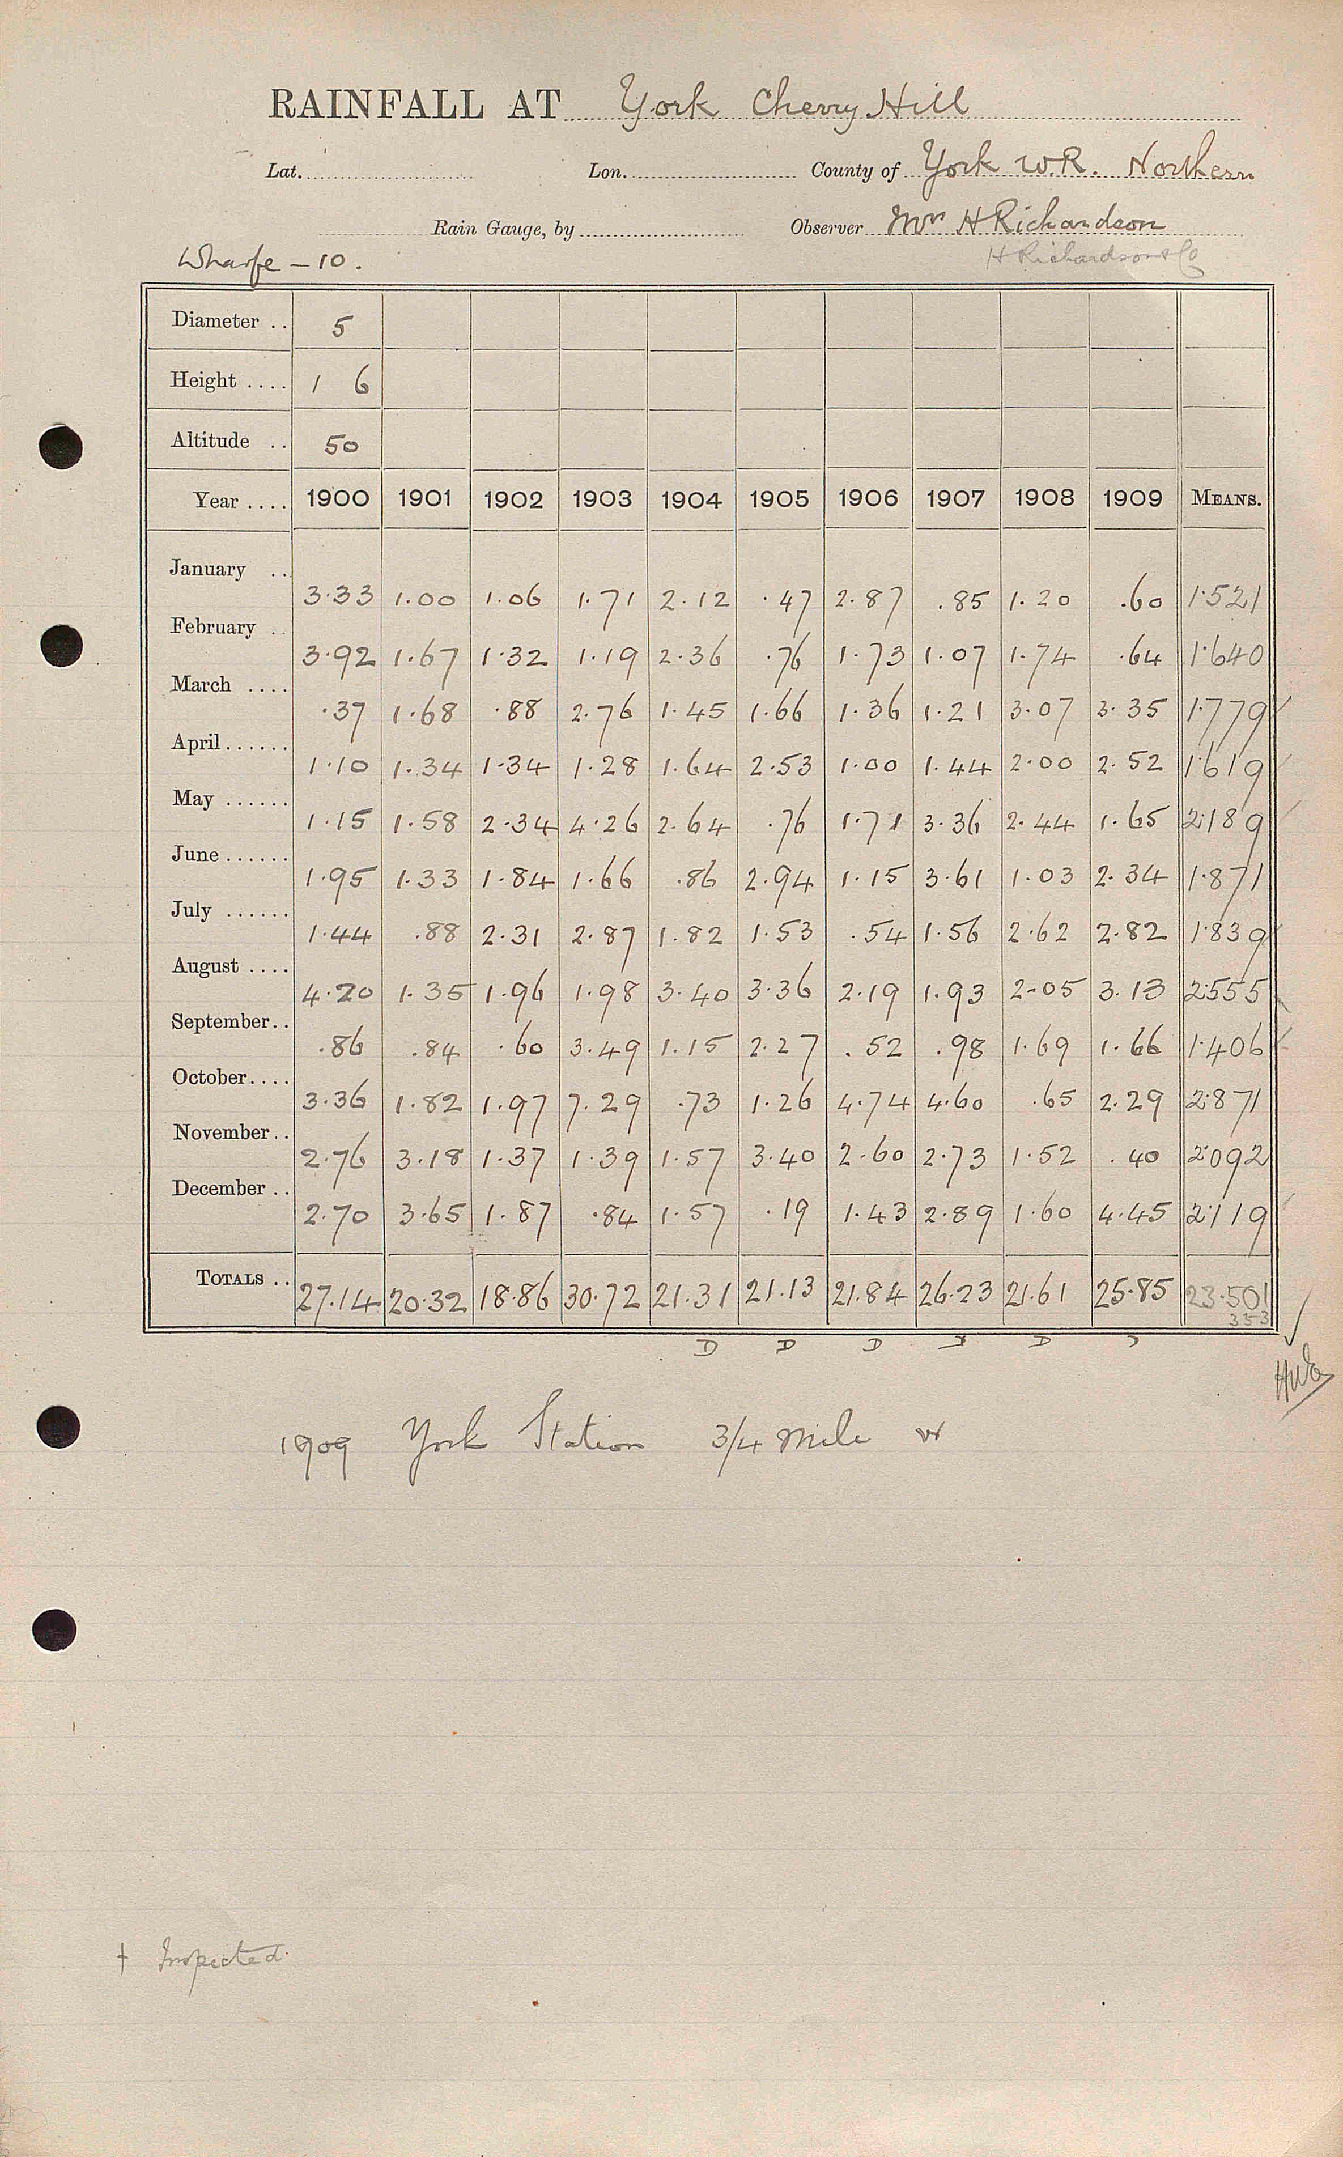 RAINFALL AT York Cherry Hill
Lat. Lon. County of York W.R. Northern
Rain Gauge, by Observer Mrs H Richardson
Wharfe - 10. H Richardson & Co
Diameter .. 5
Height .... 1 6
Altitude .. 50
Year .... 1900 1901 1902 1903 1904 1905 1906 1907 1908 1909 MEANS.
January .. 3.33 1.00 1.06 1.71 2.12 .47 2.87 .85 1.20 .60 1.521
February .. 3.92 1.67 1.32 1.19 2.36 .76 1.73 1.07 1.74 .64 1.640
March .... .37 1.68 .88 2.76 1.45 1.66 1.36 1.21 3.07 3.35 1.779
April ...... 1.10 1.34 1.34 1.28 1.64 2.53 1.00 1.44 2.00 2.52 1.619
May ...... 1.15 1.58 2.34 4.26 2.64 .76 1.71 3.36 2.44 1.65 2.189
June ...... 1.95 1.33 1.84 1.66 .86 2.94 1.15 3.61 1.03 2.34 1.871
July ...... 1.44 .88 2.31 2.87 1.82 1.53 .54 1.56 2.62 2.82 1.839
August .... 4.20 1.35 1.96 1.98 3.40 3.36 2.19 1.93 2.05 3.13 2.555
September .. .86 .84 .60 3.49 1.15 2.27 .52 .98 1.69 1.66 1.406
October .... 3.36 1.82 1.97 7.29 .73 1.26 4.74 4.60 .65 2.29 2.871
November .. 2.76 3.18 1.37 1.39 1.57 3.40 2.60 2.73 1.52 .40 2.092
December .. 2.70 3.65 1.87 .84 1.57 .19 1.43 2.89 1.60 4.45 2.119
TOTALS .. 27.14 20.32 18.86 30.72 21.31 21.13 21.84 26.23 21.61 25.85 23.501
353
D D D D D D
1909 York Station 3/4 mile W
† Inspected